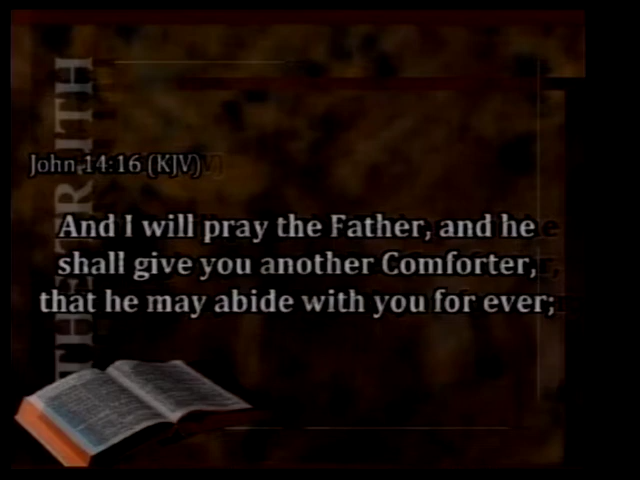 John 14:16 (KJV)
And I will pray the Father, and he
shall give you another Comforter,
that he may abide with you for ever;